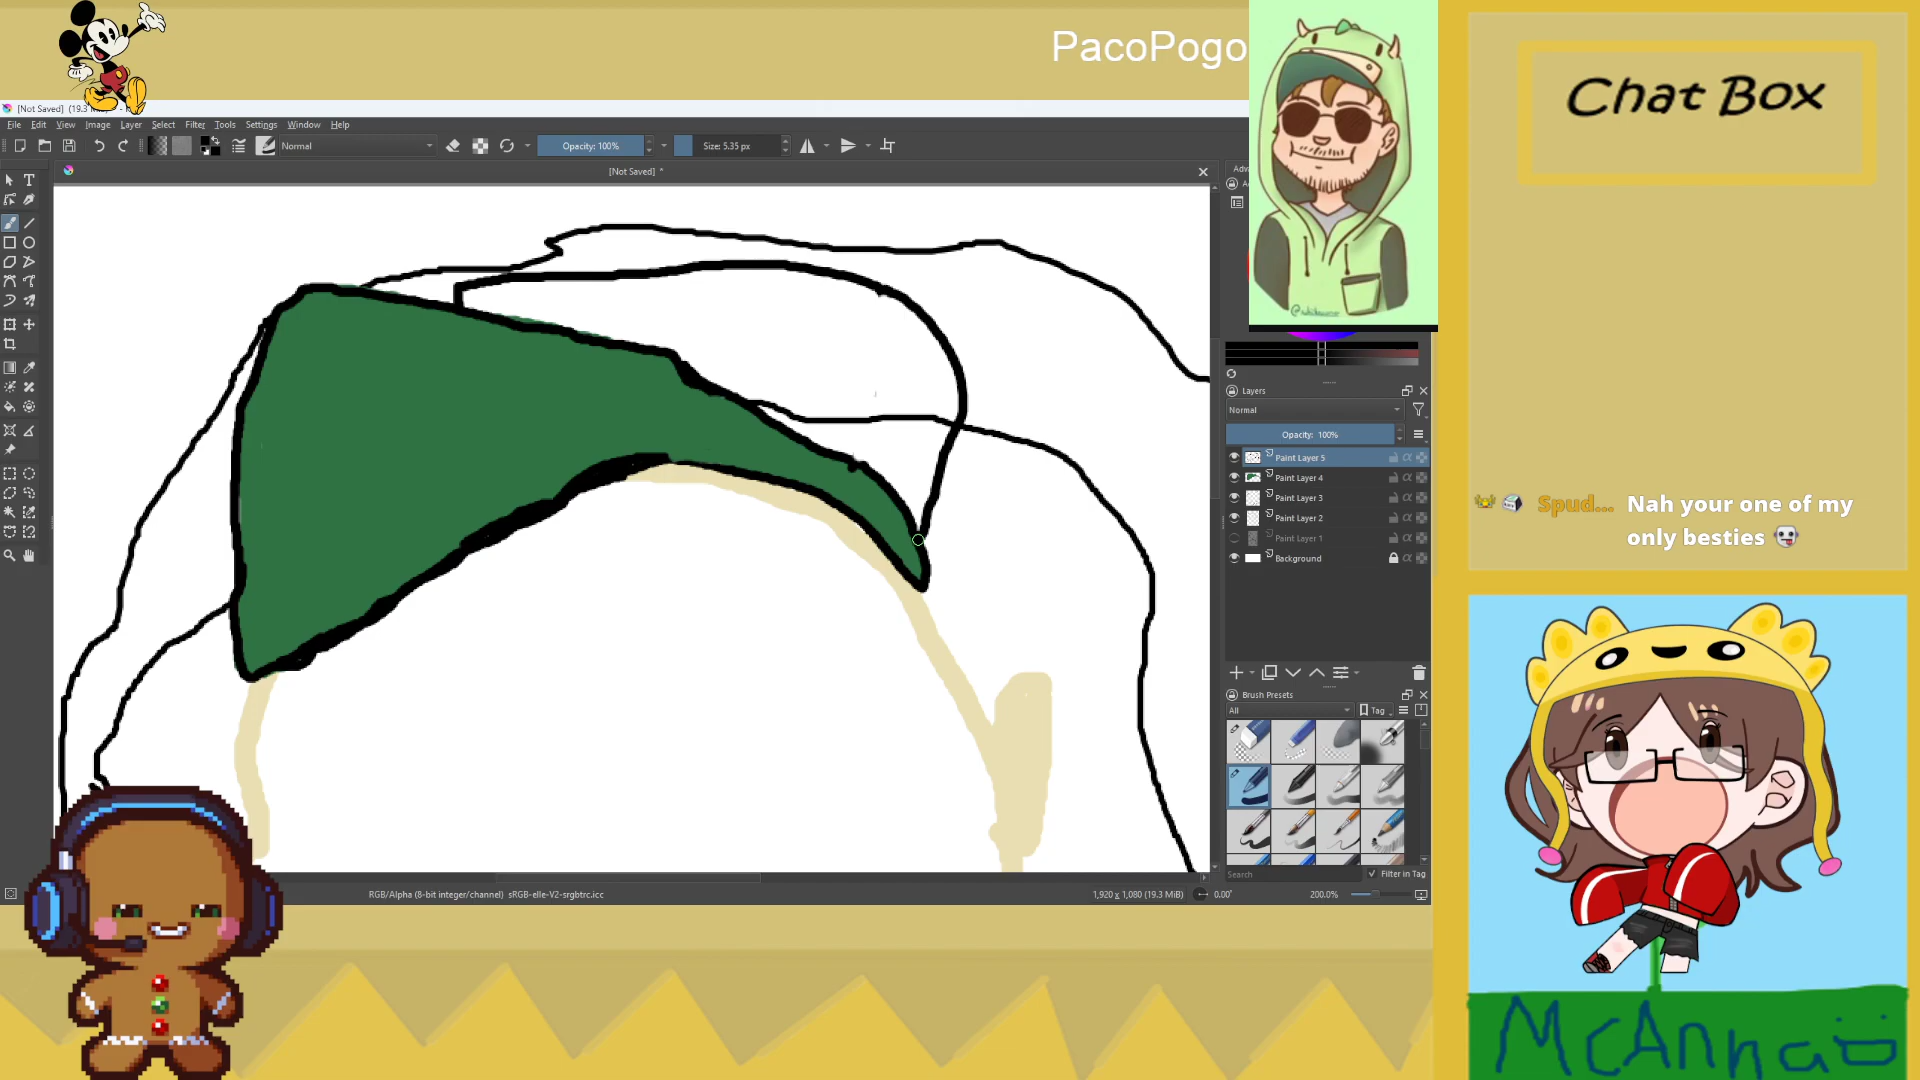 PacoPogo
Chat Box
[Not Saved] (19.3
File Edit View Image Layer Select Filter Tools Settings Window Help
Normal
Opacity: 100%
Size: 5.35 px
[Not Saved] *
Layers
Normal
Opacity: 100%
Paint Layer 5
Paint Layer 4
Paint Layer 3
Paint Layer 2
Paint Layer 1
Background
Brush Presets
All
Tag
Search
Filter in Tag
RGB/Alpha (8-bit integer/channel) sRGB-elle-V2-srgbtrc.icc
1,920 x 1,080 (19.3 MiB)
0.00°
200.0%
Spud... Nah your one of my
only besties
McAnna